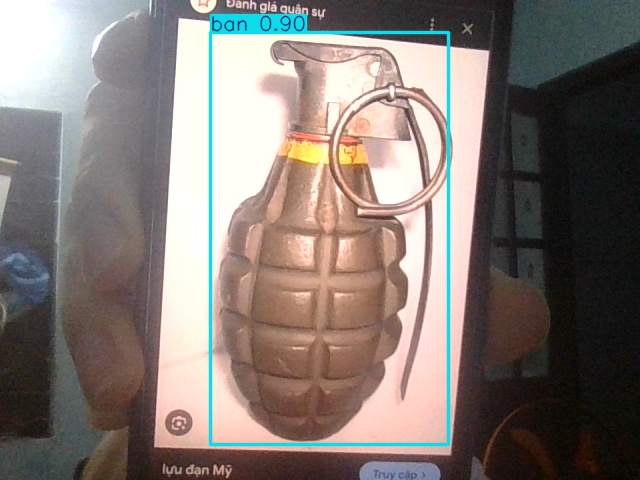 Đánh giá quân sự
ban 0.90
lựu đạn Mỹ
Truy cập >